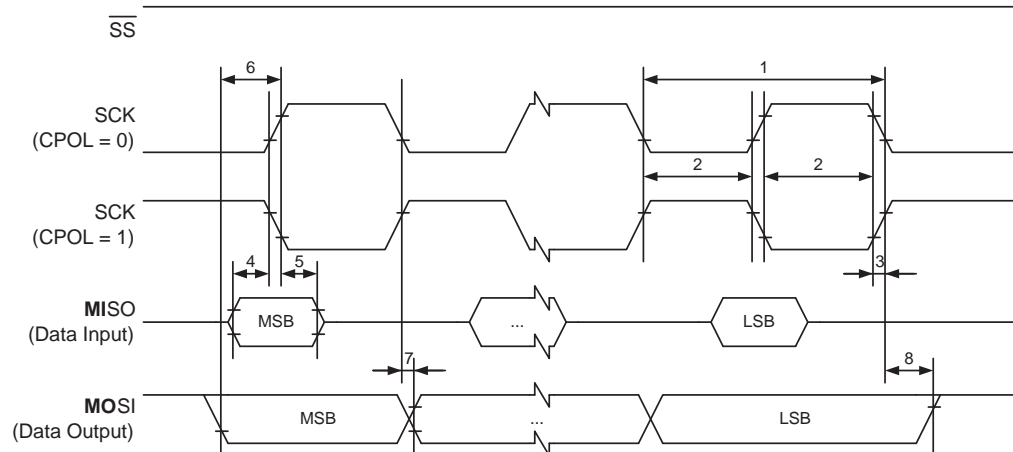 SS
6
1
SCK
(CPOL = 0)
2
2
SCK
(CPOL = 1)
4
5
3
MISO
(Data Input)
MSB
...
LSB
7
8
MOSI
(Data Output)
MSB
...
LSB